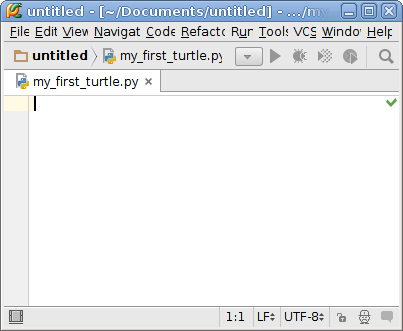 untitled - [~/Documents/untitled] - .../m
File Edit View Navigat Code Refacto Run Tools VCS Window Help
untitled my_first_turtle.py
my_first_turtle.py
1:1 LF UTF-8